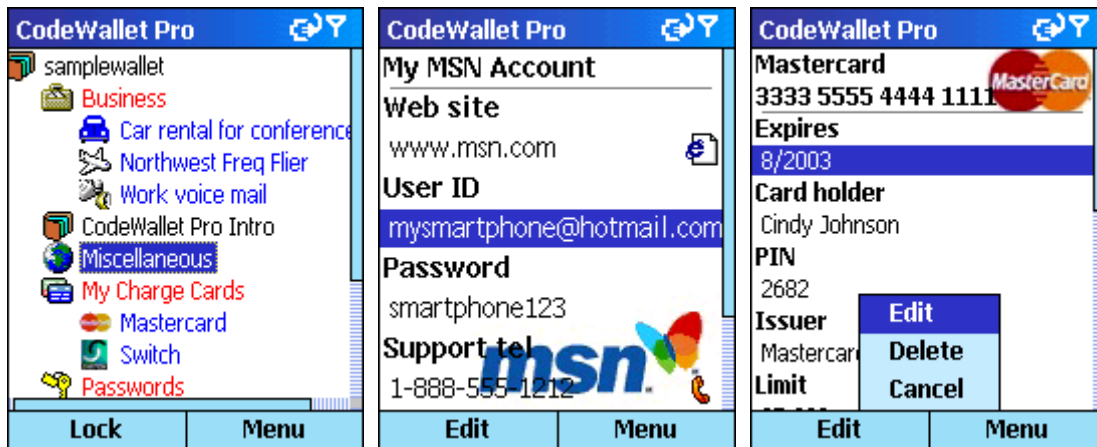 CodeWallet Pro
samplewallet
Business
Car rental for conference
Northwest Freq Flier
Work voice mail
CodeWallet Pro Intro
Miscellaneous
My Charge Cards
Mastercard
Switch
Passwords
Lock Menu
CodeWallet Pro
My MSN Account
Web site
www.msn.com
User ID
mysmartphone@hotmail.com
Password
smartphone123
Support tel
msn
1-888-555-1212
Edit Menu
CodeWallet Pro
Mastercard
MasterCard
3333 5555 4444 1111
Expires
8/2003
Card holder
Cindy Johnson
PIN
2682
Issuer
Mastercard
Limit
Edit
Delete
Cancel
Edit Menu